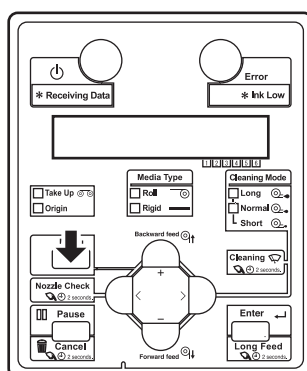 Error
* Receiving Data
* Ink Low
1 2 3 4 5 6
Media Type
Cleaning Mode
Take Up
Roll
Long
Origin
Rigid
Normal
Short
Backward feed
Cleaning
2 seconds.
+
< >
−
Nozzle Check
2 seconds.
Pause
Enter
Cancel
2 seconds.
Long Feed
2 seconds.
Forward feed